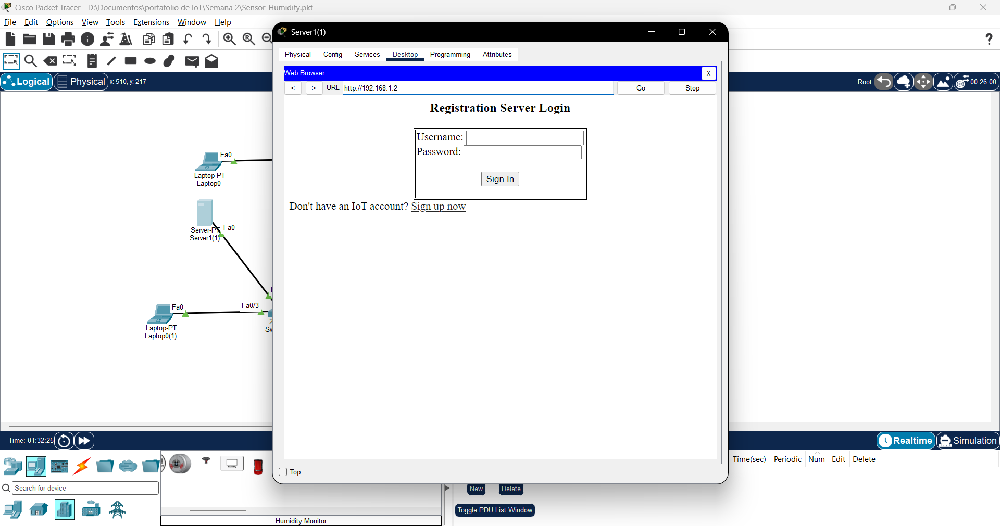 Cisco Packet Tracer - D:\Documentos\portafolio de IoT\Semana 2\Sensor_Humidity.pkt
File Edit Options View Tools Extensions Window Help
Logical Physical x: 510, y: 217
Root 00:26:00
Server1(1)
Physical Config Services Desktop Programming Attributes
Web Browser X
< > URL http://192.168.1.2 Go Stop
Registration Server Login
Username:
Password:
Sign In
Don't have an IoT account? Sign up now
Top
Fa0
Laptop-PT
Laptop0
Fa0
Server-PT
Server1(1)
Fa0
Fa0/3
Laptop-PT
Laptop0(1)
Time: 01:32:25
Realtime Simulation
Time(sec) Periodic Num Edit Delete
Search for device
Humidity
Humidity Monitor
New Delete
Toggle PDU List Window